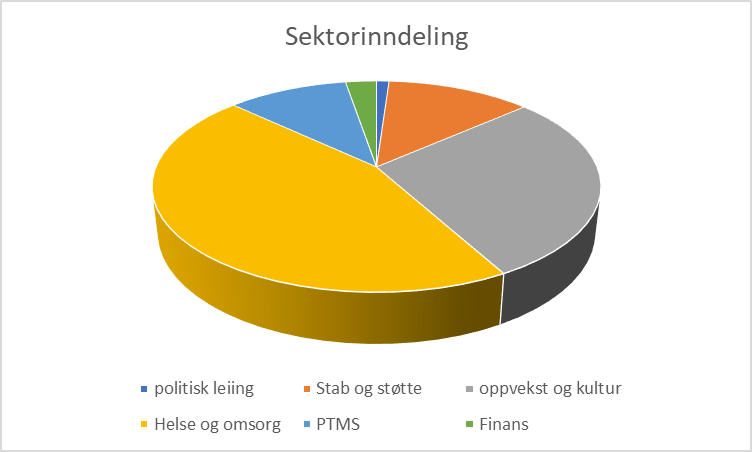 Sektorinndeling
politisk leiing Stab og støtte oppvekst og kultur
Helse og omsorg PTMS Finans